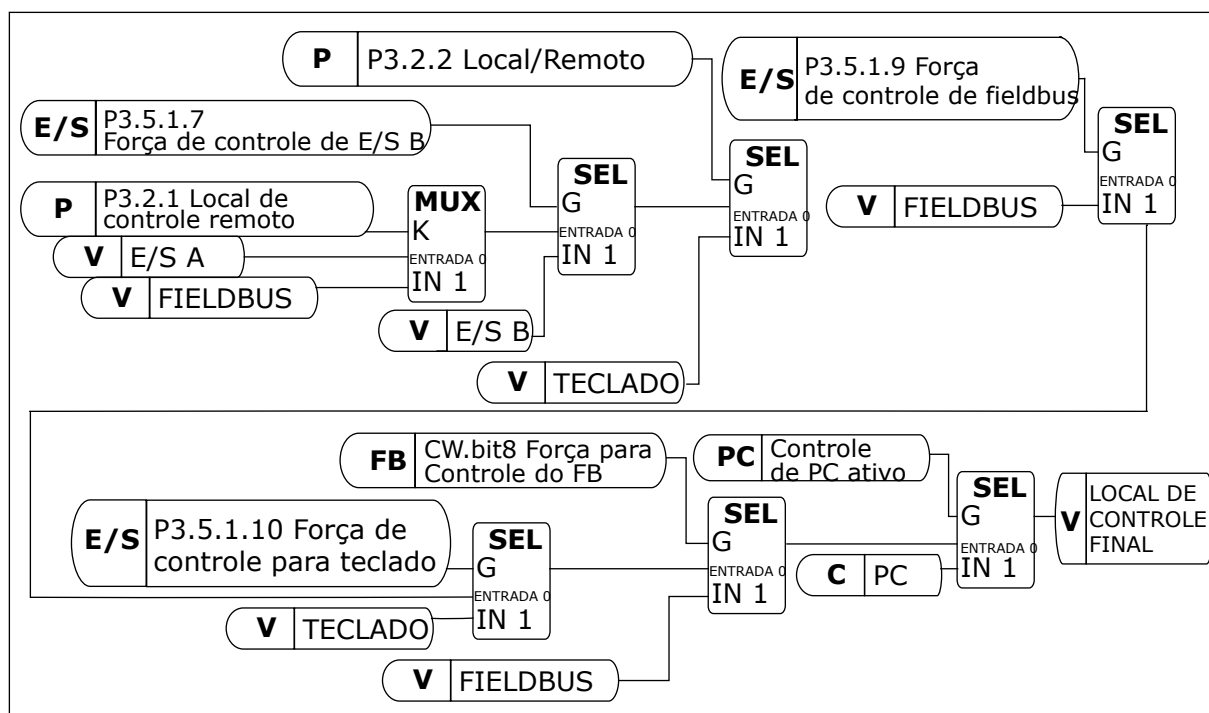 P P3.2.2 Local/Remoto
E/S P3.5.1.9 Força
de controle de fieldbus
E/S P3.5.1.7
Força de controle de E/S B
SEL
G
ENTRADA 0
IN 1
SEL
G
ENTRADA 0
IN 1
SEL
G
ENTRADA 0
IN 1
P P3.2.1 Local de
controle remoto
MUX
K
ENTRADA 0
IN 1
V FIELDBUS
V E/S A
V FIELDBUS
V E/S B
V TECLADO
FB CW.bit8 Força para
Controle do FB
PC Controle
de PC ativo
SEL
G
ENTRADA 0
IN 1
V LOCAL DE
CONTROLE
FINAL
E/S P3.5.1.10 Força de
controle para teclado
SEL
G
ENTRADA 0
IN 1
SEL
G
ENTRADA 0
IN 1
C PC
V TECLADO
V FIELDBUS